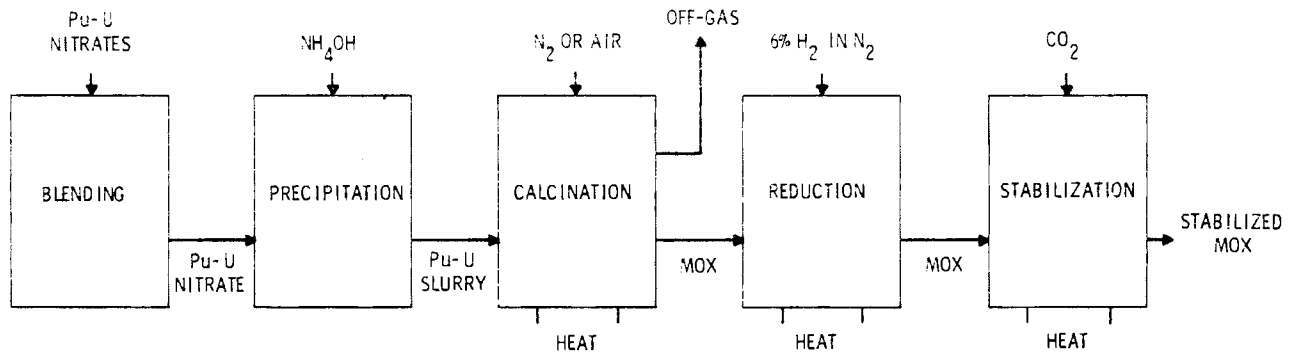 Pu-U
NITRATES
NH4OH
N2 OR AIR
OFF-GAS
6% H2 IN N2
CO2
BLENDING
PRECIPITATION
CALCINATION
REDUCTION
STABILIZATION
Pu-U
NITRATE
Pu-U
SLURRY
MOX
MOX
STABILIZED
MOX
HEAT
HEAT
HEAT